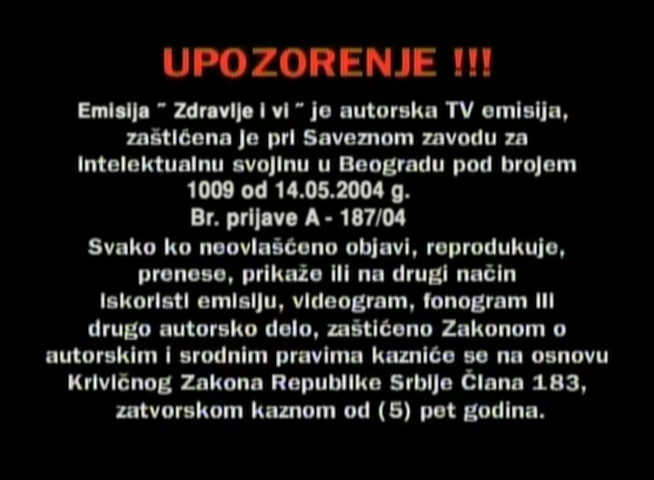 UPOZORENJE !!!
Emisija " Zdravlje i vi " je autorska TV emisija,
zaštićena je pri Saveznom zavodu za
intelektualnu svojinu u Beogradu pod brojem
1009 od 14.05.2004 g.
Br. prijave A - 187/04
Svako ko neovlašćeno objavi, reprodukuje,
prenese, prikaže ili na drugi način
iskoristi emisiju, videogram, fonogram ili
drugo autorsko delo, zaštićeno Zakonom o
autorskim i srodnim pravima kazniće se na osnovu
Krivičnog Zakona Republike Srbije Člana 183,
zatvorskom kaznom od (5) pet godina.